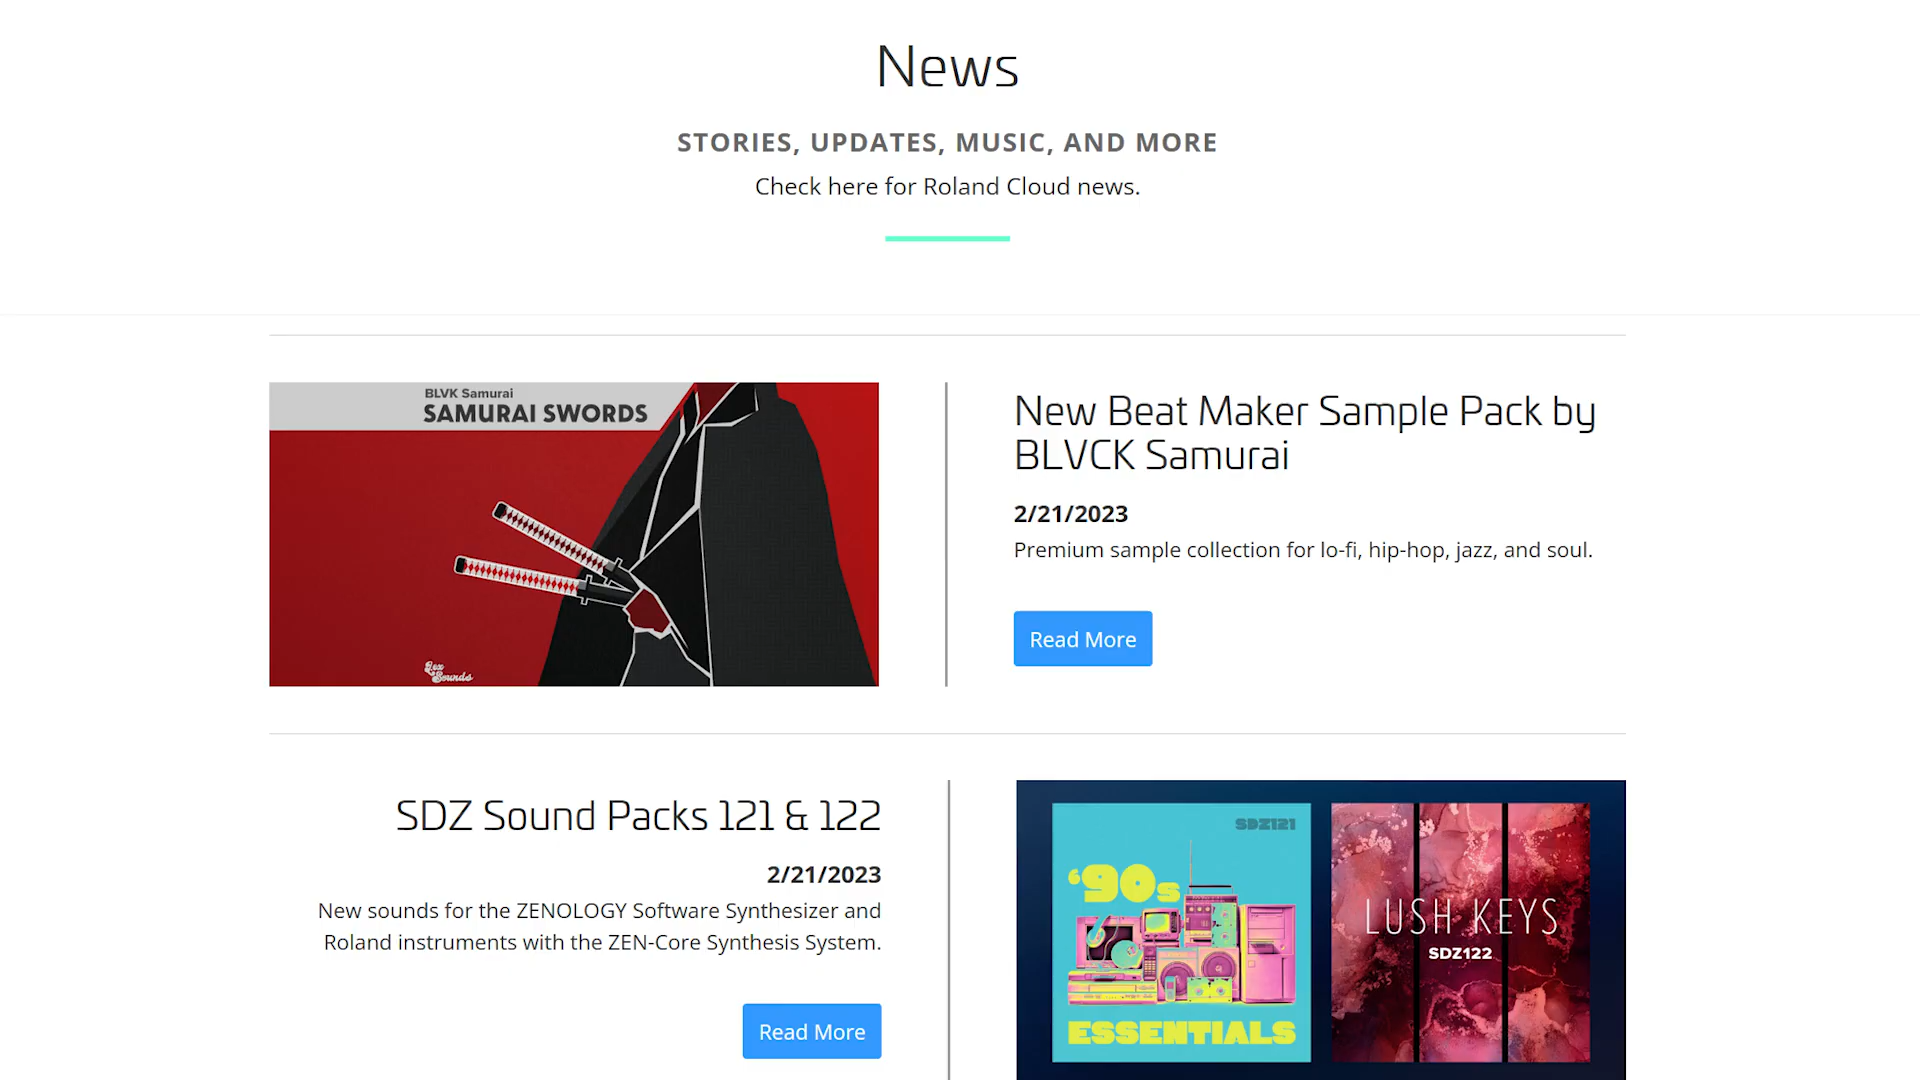 News
STORIES, UPDATES, MUSIC, AND MORE
Check here for Roland Cloud news.
BLVK Samurai
SAMURAI SWORDS
Lex
Sounds
New Beat Maker Sample Pack by
BLVCK Samurai
2/21/2023
Premium sample collection for lo-fi, hip-hop, jazz, and soul.
Read More
SDZ Sound Packs 121 & 122
2/21/2023
New sounds for the ZENOLOGY Software Synthesizer and
Roland instruments with the ZEN-Core Synthesis System.
Read More
SDZ121
'90s
ESSENTIALS
LUSH KEYS
SDZ122